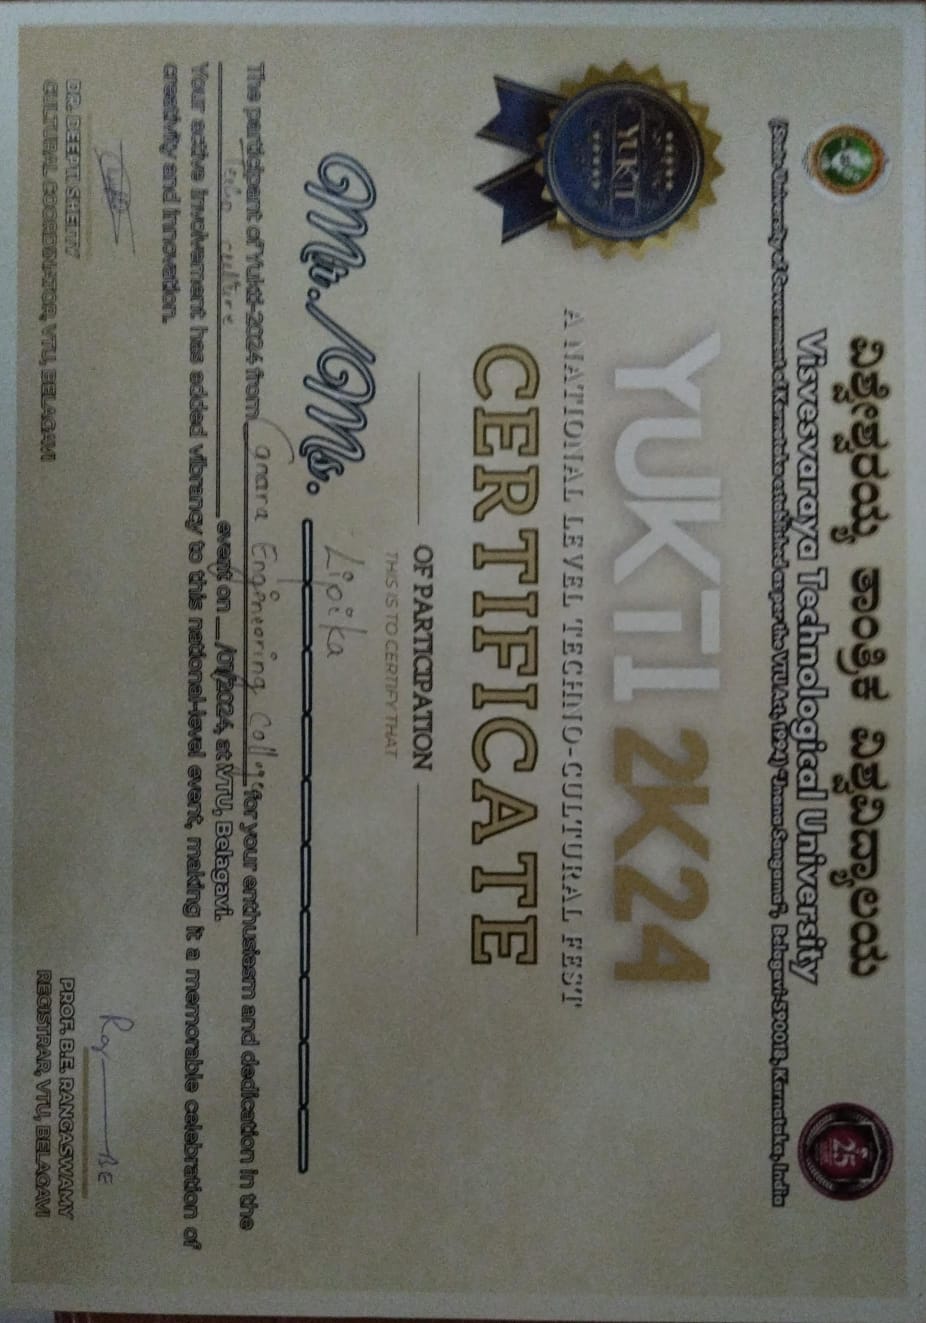 ವಿಶ್ವೇಶ್ವರಯ್ಯ ತಾಂತ್ರಿಕ ವಿಶ್ವವಿದ್ಯಾಲಯ
Visvesvaraya Technological University
(State University of Government of Karnataka established as per the VTU Act, 1994) "Jnana Sangama", Belagavi-590018, Karnataka, India
25
YUKTI
YUKTI 2K24
A NATIONAL LEVEL TECHNO-CULTURAL FEST
CERTIFICATE
OF PARTICIPATION
THIS IS TO CERTIFY THAT
Mr./Ms. Lipika
The participant of Yukti-2024 from Canara Engineering College for your enthusiasm and dedication in the
culture event on __/01/2024, at VTU, Belagavi.
Your active involvement has added vibrancy to this national-level event, making it a memorable celebration of
creativity and innovation.
DR. DEEPTI SHETTY
CULTURAL COORDINATOR, VTU, BELAGAVI
PROF. B.E. RANGASWAMY
REGISTRAR, VTU, BELAGAVI